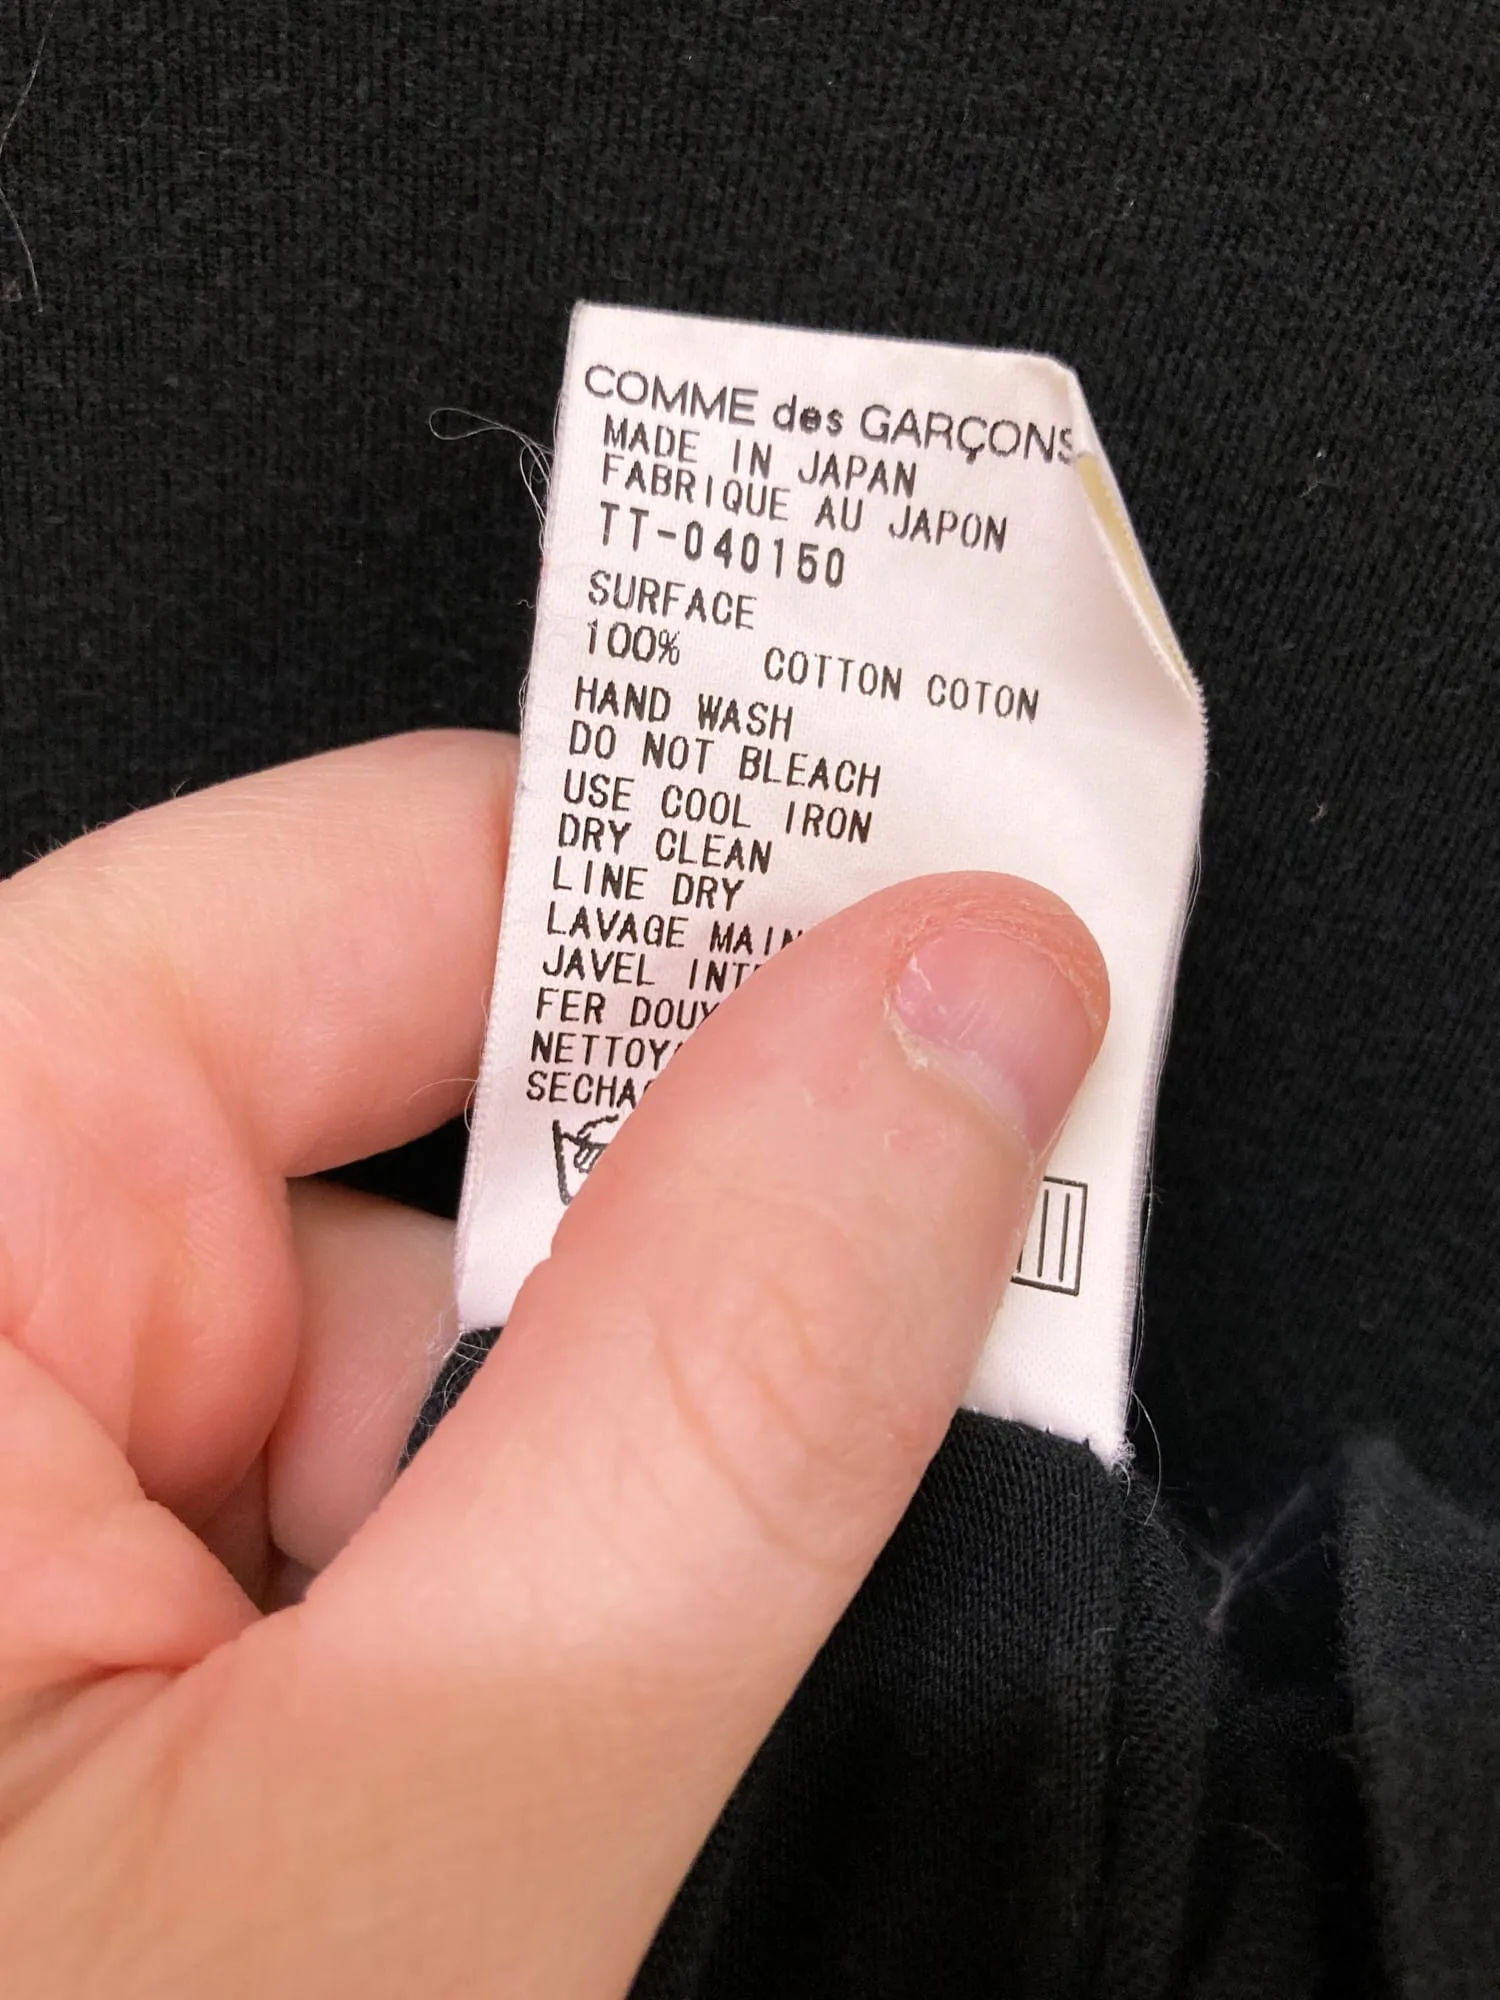 COMME des GARÇONS
MADE IN JAPAN
FABRIQUE AU JAPON
TT-040150
SURFACE
100% COTTON COTON
HAND WASH
DO NOT BLEACH
USE COOL IRON
DRY CLEAN
LINE DRY
LAVAGE MAIN
JAVEL
FER DOUX